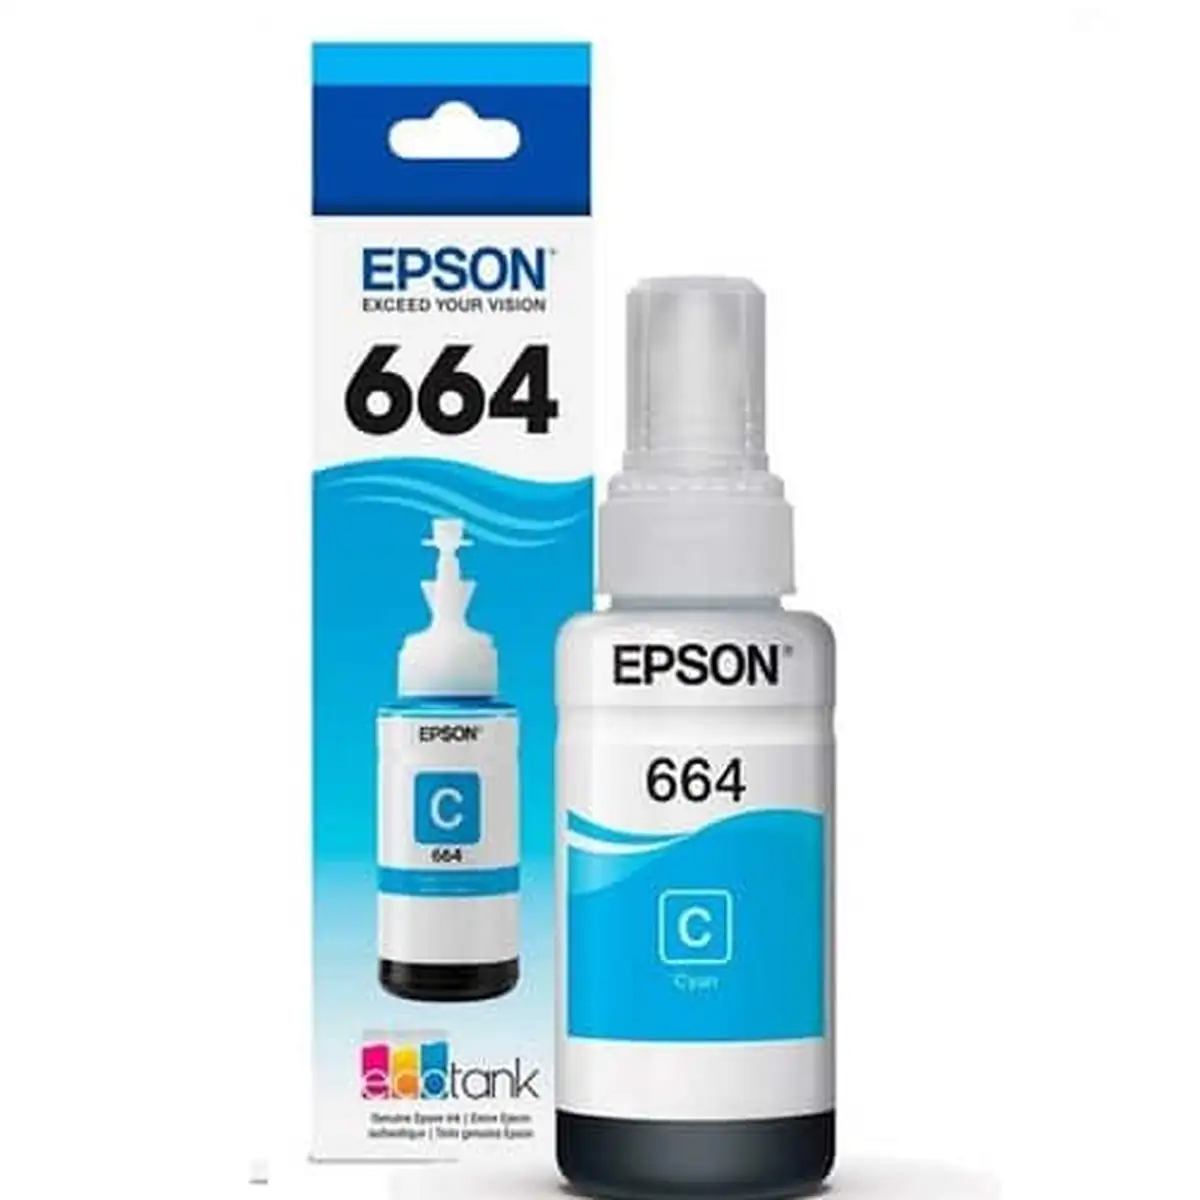 EPSON
EXCEED YOUR VISION
664
EPSON
C
664
ecotank
Genuine Epson Ink | Encre Epson
authentique | Tinta genuina Epson
EPSON
664
C
Cyan